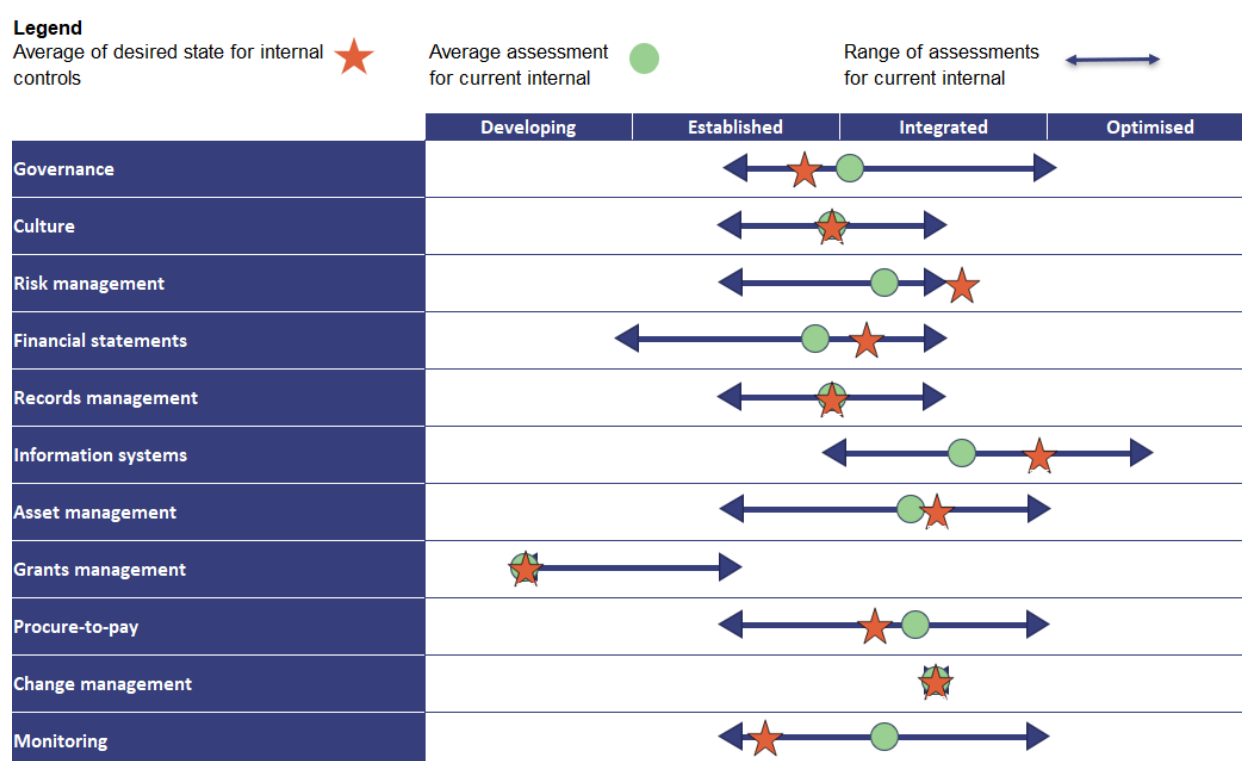 Legend
Average of desired state for internal
controls
Average assessment
for current internal
Range of assessments
for current internal
Developing Established Integrated Optimised
Governance
Culture
Risk management
Financial statements
Records management
Information systems
Asset management
Grants management
Procure-to-pay
Change management
Monitoring